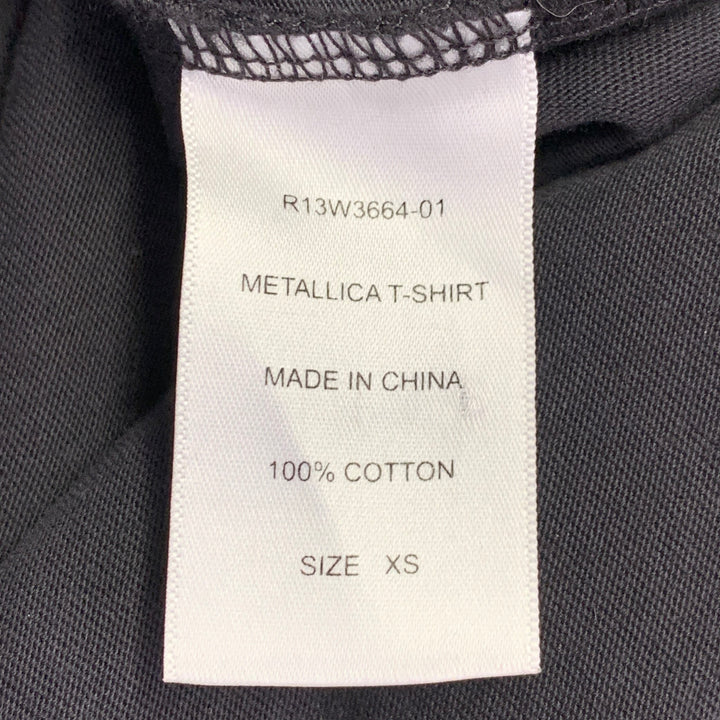 R13W3664-01
METALLICA T-SHIRT
MADE IN CHINA
100% COTTON
SIZE XS